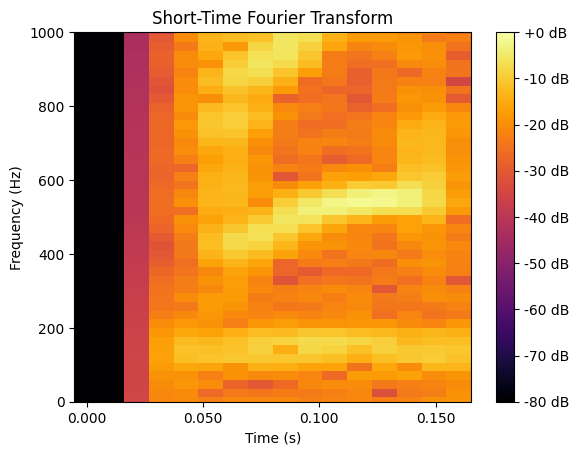 Short-Time Fourier Transform
Frequency (Hz)
1000
800
600
400
200
0
0.000
0.050
0.100
0.150
Time (s)
+0 dB
-10 dB
-20 dB
-30 dB
-40 dB
-50 dB
-60 dB
-70 dB
-80 dB